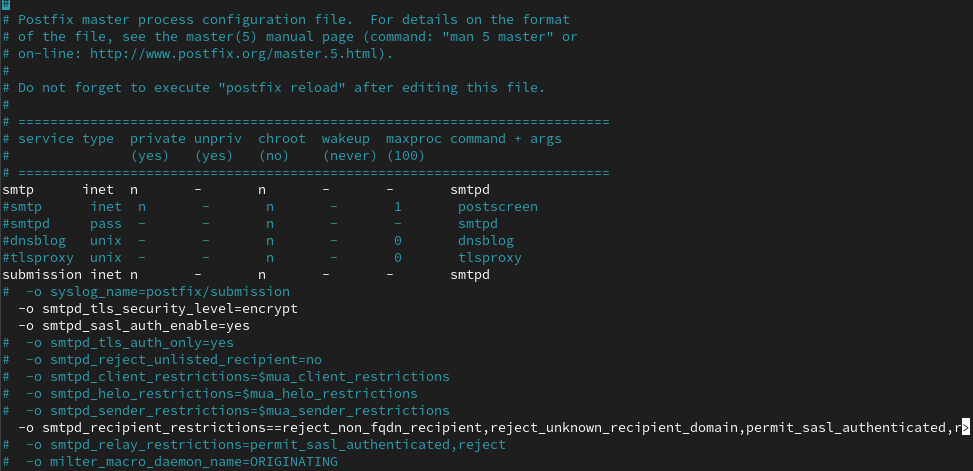 #
# Postfix master process configuration file.  For details on the format
# of the file, see the master(5) manual page (command: "man 5 master" or
# on-line: http://www.postfix.org/master.5.html).
#
# Do not forget to execute "postfix reload" after editing this file.
#
# ==========================================================================
# service type  private unpriv  chroot  wakeup  maxproc command + args
#               (yes)   (yes)   (no)    (never) (100)
# ==========================================================================
smtp      inet  n       -       n       -       -       smtpd
#smtp      inet  n       -       n       -       1       postscreen
#smtpd     pass  -       -       n       -       -       smtpd
#dnsblog   unix  -       -       n       -       0       dnsblog
#tlsproxy  unix  -       -       n       -       0       tlsproxy
submission inet n       -       n       -       -       smtpd
#  -o syslog_name=postfix/submission
  -o smtpd_tls_security_level=encrypt
  -o smtpd_sasl_auth_enable=yes
#  -o smtpd_tls_auth_only=yes
#  -o smtpd_reject_unlisted_recipient=no
#  -o smtpd_client_restrictions=$mua_client_restrictions
#  -o smtpd_helo_restrictions=$mua_helo_restrictions
#  -o smtpd_sender_restrictions=$mua_sender_restrictions
  -o smtpd_recipient_restrictions==reject_non_fqdn_recipient,reject_unknown_recipient_domain,permit_sasl_authenticated,r>
#  -o smtpd_relay_restrictions=permit_sasl_authenticated,reject
#  -o milter_macro_daemon_name=ORIGINATING